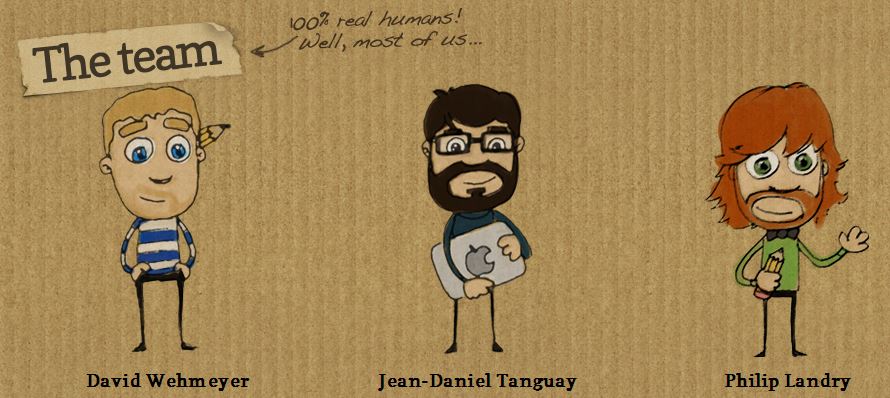 The team
100% real humans!
Well, most of us...
David Wehmeyer
Jean-Daniel Tanguay
Philip Landry